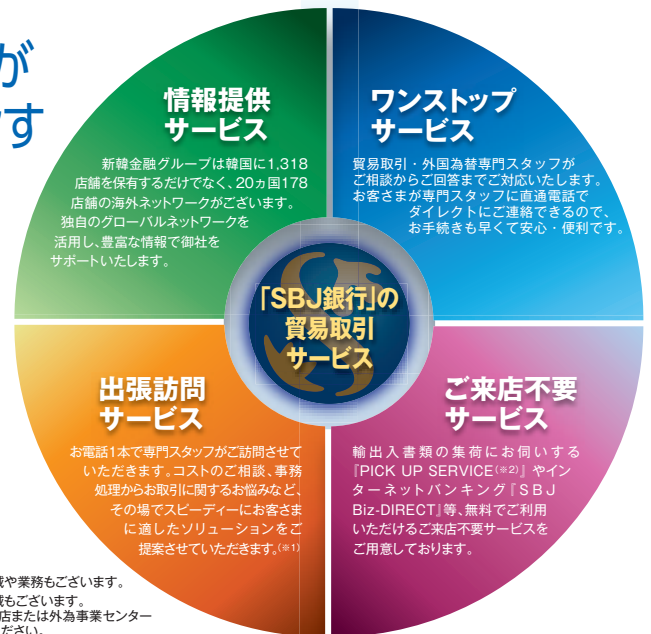 が
す
情報提供
サービス
新韓金融グループは韓国に1,318
店舗を保有するだけでなく、20ヵ国178
店舗の海外ネットワークがございます。
独自のグローバルネットワークを
活用し、豊富な情報で御社を
サポートいたします。
ワンストップ
サービス
貿易取引・外国為替専門スタッフが
ご相談からご回答までご対応いたします。
お客さまが専門スタッフに直通電話で
ダイレクトにご連絡できるので、
お手続きも早くて安心・便利です。
「SBJ銀行」の
貿易取引
サービス
出張訪問
サービス
お電話1本で専門スタッフがご訪問させて
いただきます。コストのご相談、事務
処理からお取引に関するお悩みなど、
その場でスピーディーにお客さま
に適したソリューションをご
提案させていただきます。(※1)
ご来店不要
サービス
輸出入書類の集荷にお伺いする
『PICK UP SERVICE(※2)』やイン
ターネットバンキング『SBJ
Biz-DIRECT』等、無料でご利用
いただけるご来店不要サービスを
ご用意しております。
や業務もございます。
もございます。
店または外為事業センター
ださい。